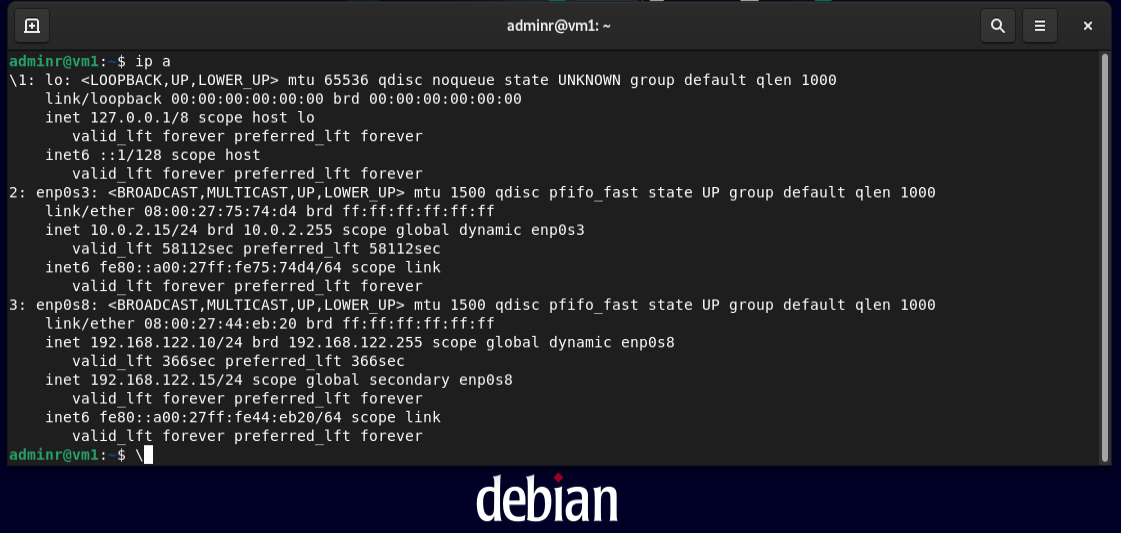 adminr@vm1: ~
adminr@vm1:~$ ip a
\1: lo: <LOOPBACK,UP,LOWER_UP> mtu 65536 qdisc noqueue state UNKNOWN group default qlen 1000
    link/loopback 00:00:00:00:00:00 brd 00:00:00:00:00:00
    inet 127.0.0.1/8 scope host lo
       valid_lft forever preferred_lft forever
    inet6 ::1/128 scope host
       valid_lft forever preferred_lft forever
2: enp0s3: <BROADCAST,MULTICAST,UP,LOWER_UP> mtu 1500 qdisc pfifo_fast state UP group default qlen 1000
    link/ether 08:00:27:75:74:d4 brd ff:ff:ff:ff:ff:ff
    inet 10.0.2.15/24 brd 10.0.2.255 scope global dynamic enp0s3
       valid_lft 58112sec preferred_lft 58112sec
    inet6 fe80::a00:27ff:fe75:74d4/64 scope link
       valid_lft forever preferred_lft forever
3: enp0s8: <BROADCAST,MULTICAST,UP,LOWER_UP> mtu 1500 qdisc pfifo_fast state UP group default qlen 1000
    link/ether 08:00:27:44:eb:20 brd ff:ff:ff:ff:ff:ff
    inet 192.168.122.10/24 brd 192.168.122.255 scope global dynamic enp0s8
       valid_lft 366sec preferred_lft 366sec
    inet 192.168.122.15/24 scope global secondary enp0s8
       valid_lft forever preferred_lft forever
    inet6 fe80::a00:27ff:fe44:eb20/64 scope link
       valid_lft forever preferred_lft forever
adminr@vm1:~$ \
debian